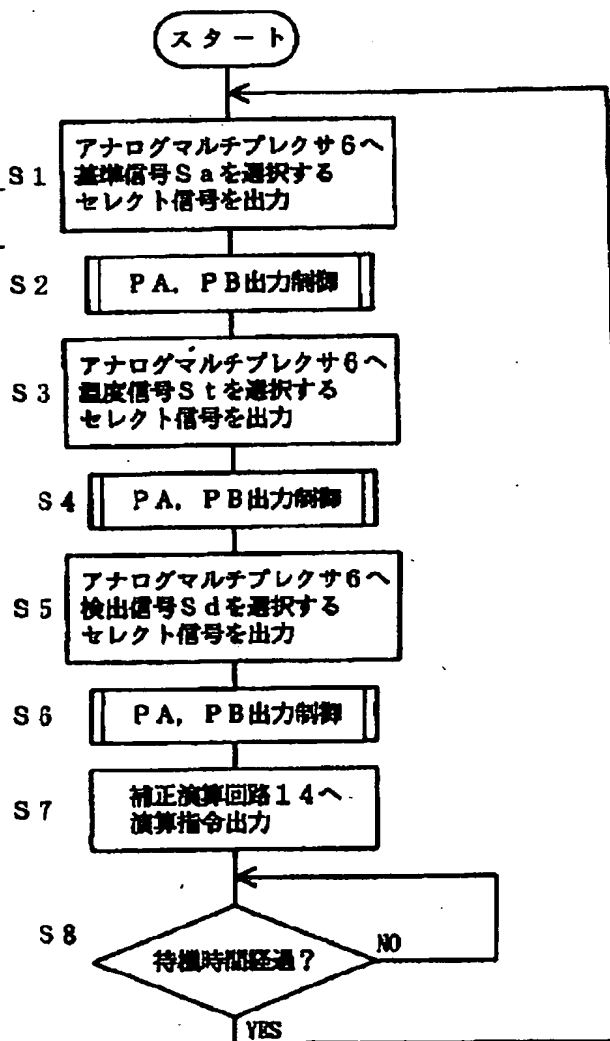 スタート
S1
アナログマルチプレクサ6へ
基準信号Saを選択する
セレクト信号を出力
S2
PA, PB出力制御
S3
アナログマルチプレクサ6へ
温度信号Stを選択する
セレクト信号を出力
S4
PA, PB出力制御
S5
アナログマルチプレクサ6へ
検出信号Sdを選択する
セレクト信号を出力
S6
PA, PB出力制御
S7
補正演算回路14へ
演算指令出力
S8
待機時間経過?
NO
YES